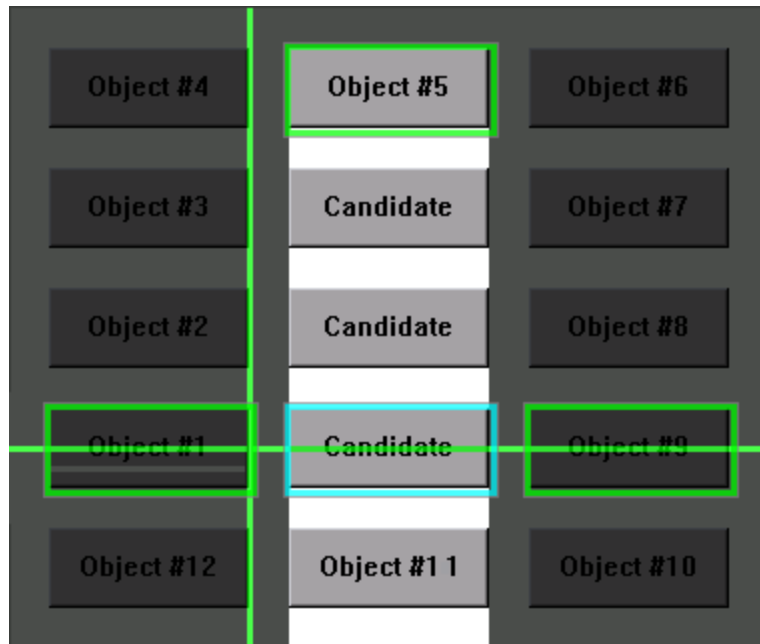 Object #4 Object #5 Object #6
Object #3 Candidate Object #7
Object #2 Candidate Object #8
Object #1 Candidate Object #9
Object #12 Object #11 Object #10